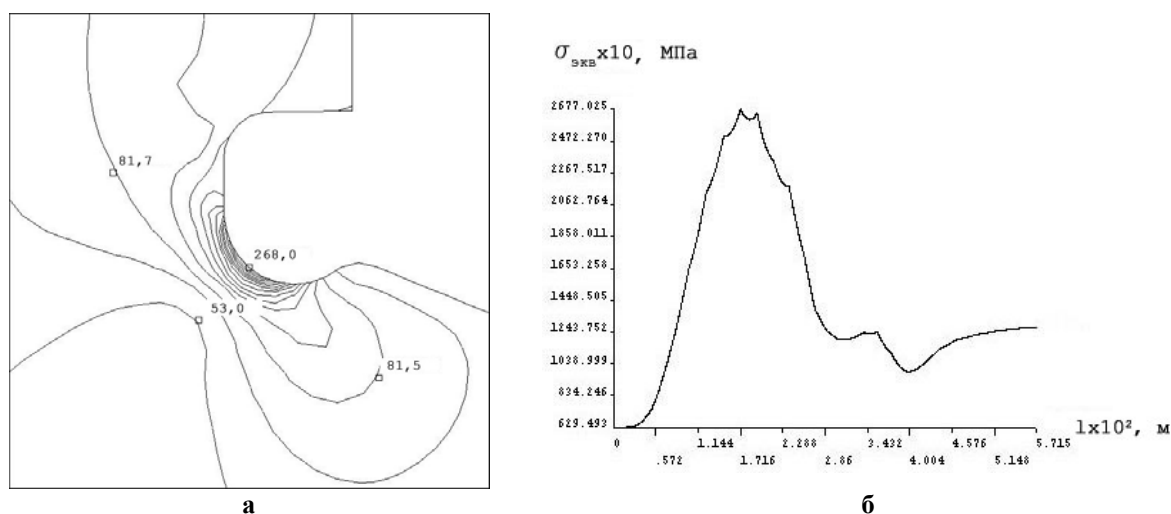 81,7
268,0
53,0
81,5
а
σэквx10, МПа
2677.025
2472.270
2267.517
2062.764
1858.011
1653.258
1448.505
1243.752
1038.999
834.246
629.493
0 1.144 2.288 3.432 4.576 5.715
.572 1.716 2.86 4.004 5.148
lx10², м
б